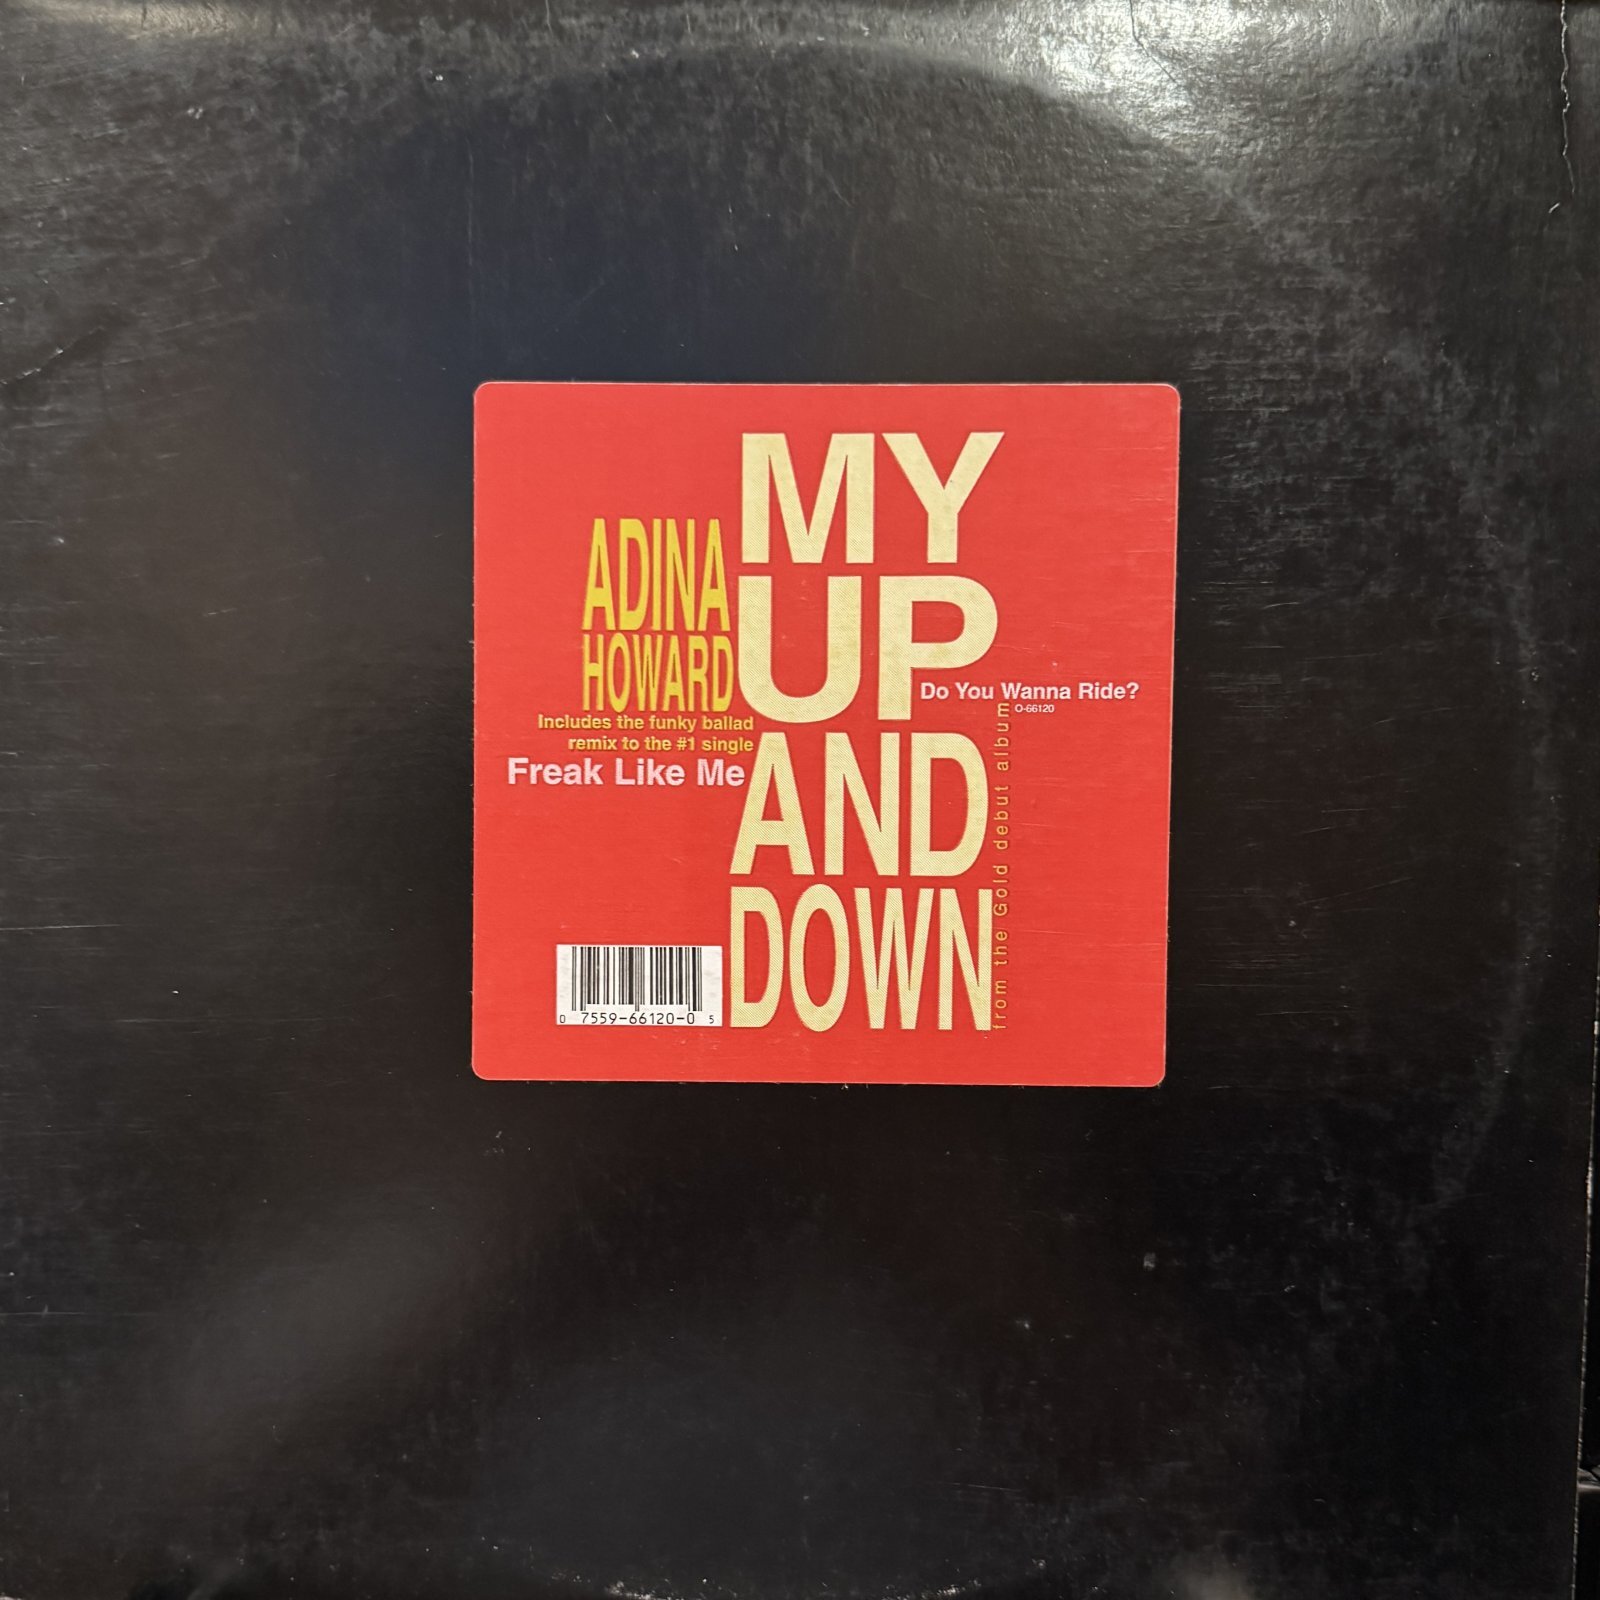 MY
UP
AND
DOWN
ADINA
HOWARD
Includes the funky ballad
remix to the #1 single
Freak Like Me
Do You Wanna Ride?
O-66120
from the Gold debut album
0 7559-66120-0 5